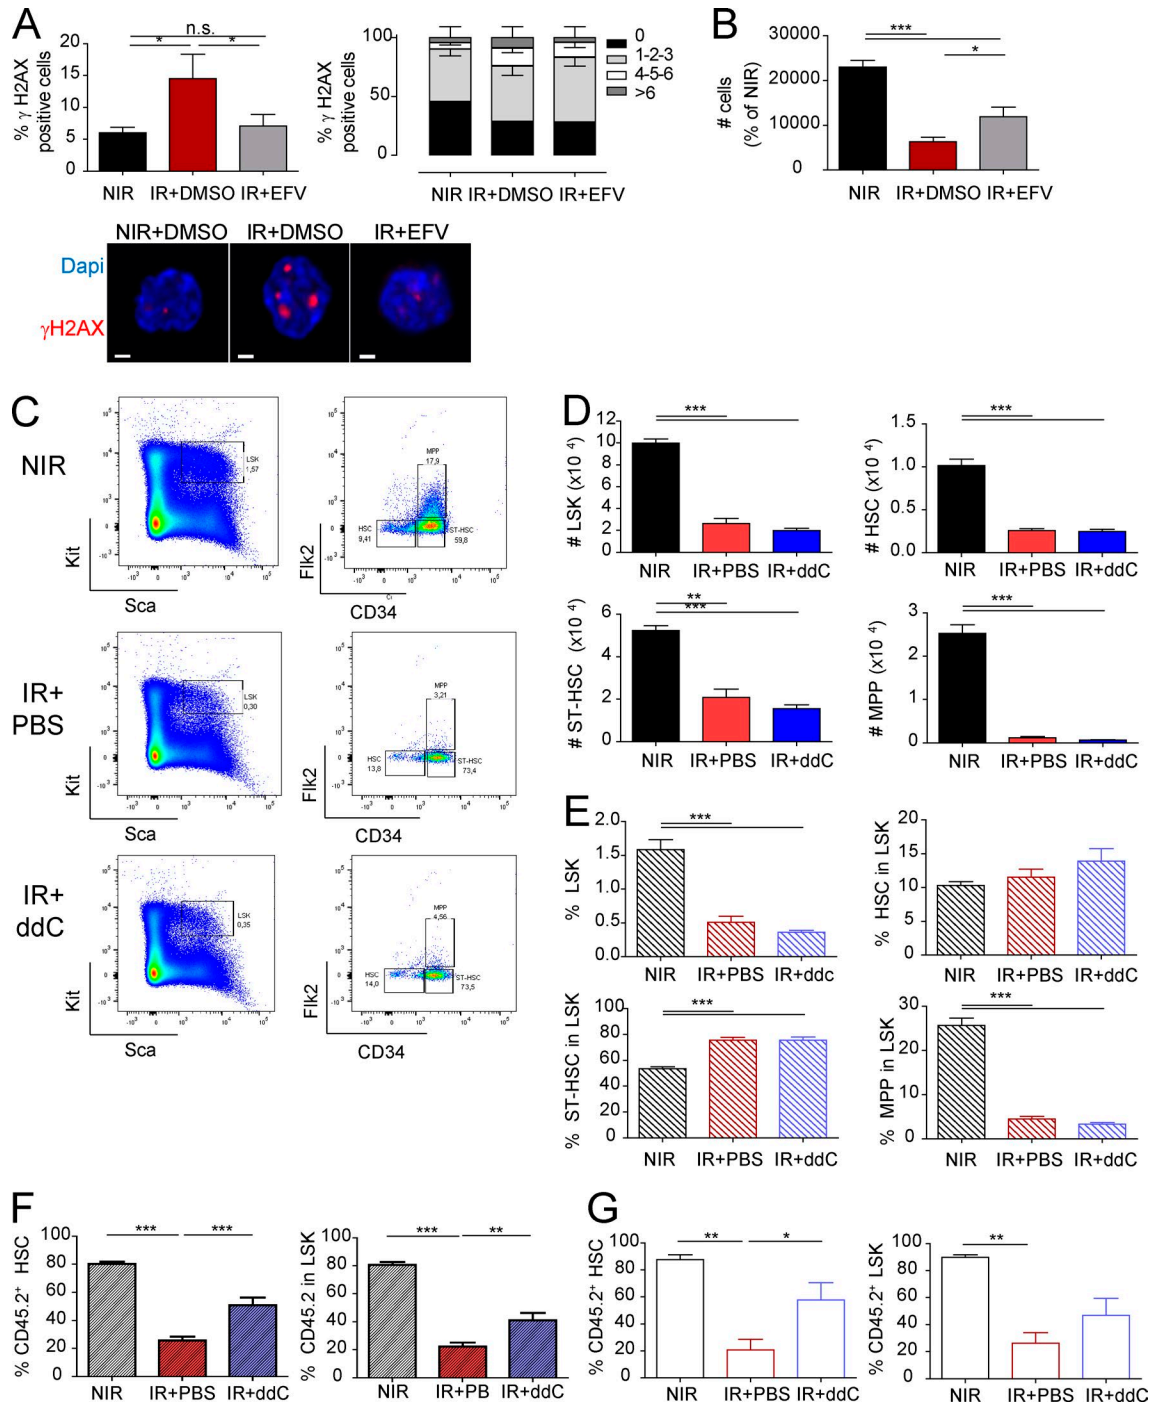 A
% γ H2AX
positive cells
20
15
10
5
0
n.s.
*
*
NIR
IR+DMSO
IR+EFV
% γ H2AX
positive cells
100
50
0
0
1-2-3
4-5-6
>6
NIR
IR+DMSO
IR+EFV
B
# cells
(% of NIR)
30000
20000
10000
0
***
*
NIR
IR+DMSO
IR+EFV
NIR+DMSO
IR+DMSO
IR+EFV
Dapi
γH2AX
C
NIR
Kit
Sca
LSK
1,57
Flk2
CD34
MPP
17,9
HSC
9,41
ST-HSC
59,8
IR+
PBS
Kit
Sca
LSK
0,30
Flk2
CD34
MPP
3,21
HSC
13,8
ST-HSC
73,4
IR+
ddC
Kit
Sca
LSK
0,35
Flk2
CD34
MPP
4,56
HSC
14,0
ST-HSC
73,5
D
# LSK (x10 4)
12
10
8
6
4
2
0
***
NIR
IR+PBS
IR+ddC
# HSC (x10 4)
1.5
1.0
0.5
0.0
***
NIR
IR+PBS
IR+ddC
# ST-HSC (x10 4)
6
4
2
0
**
***
NIR
IR+PBS
IR+ddC
# MPP (x10 4)
3
2
1
0
***
NIR
IR+PBS
IR+ddC
E
% LSK
2.0
1.5
1.0
0.5
0.0
***
NIR
IR+PBS
IR+ddc
% HSC in LSK
20
15
10
5
0
NIR
IR+PBS
IR+ddC
% ST-HSC in LSK
100
80
60
40
20
0
***
NIR
IR+PBS
IR+ddC
% MPP in LSK
30
20
10
0
***
NIR
IR+PBS
IR+ddC
F
% CD45.2+ HSC
100
80
60
40
20
0
***
***
NIR
IR+PBS
IR+ddC
% CD45.2 in LSK
100
80
60
40
20
0
***
**
NIR
IR+PB
IR+ddC
G
% CD45.2+ HSC
100
80
60
40
20
0
**
*
NIR
IR+PBS
IR+ddC
% CD45.2+ LSK
100
80
60
40
20
0
**
NIR
IR+PBS
IR+ddC